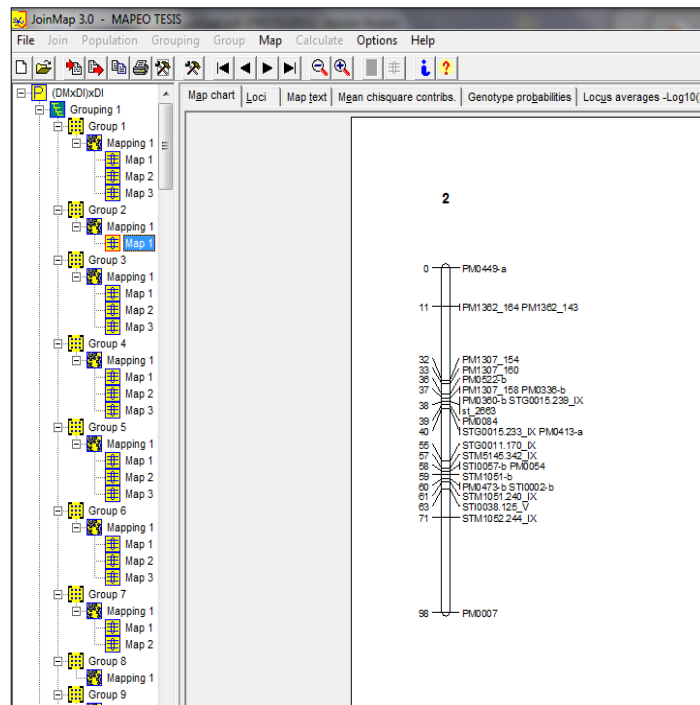 JoinMap 3.0 - MAPEO TESIS
File Join Population Grouping Group Map Calculate Options Help
(DMxDI)xDI
Grouping 1
Group 1
Mapping 1
Map 1
Map 2
Map 3
Group 2
Mapping 1
Map 1
Group 3
Mapping 1
Map 1
Map 2
Map 3
Group 4
Mapping 1
Map 1
Map 2
Map 3
Group 5
Mapping 1
Map 1
Map 2
Map 3
Group 6
Mapping 1
Map 1
Map 2
Map 3
Group 7
Mapping 1
Map 1
Map 2
Group 8
Mapping 1
Group 9
Map chart Loci Map text Mean chisquare contribs. Genotype probabilities Locus averages -Log10(
2
0 PM0449-a
11 PM1362_164 PM1362_143
32 PM1307_154
33 PM1307_160
36 PM0522-b
37 PM1307_158 PM0336-b
38 PM0360-b STG0015.239_IX
st_2663
39 PM0084
40 STG0015.233_IX PM0413-a
55 STG0011.170_IX
57 STM5145.342_IX
58 STI0057-b PM0054
59 STM1051-b
60 PM0473-b STI0002-b
61 STM1051.240_IX
63 STI0038.125_V
71 STM1052.244_IX
98 PM0007